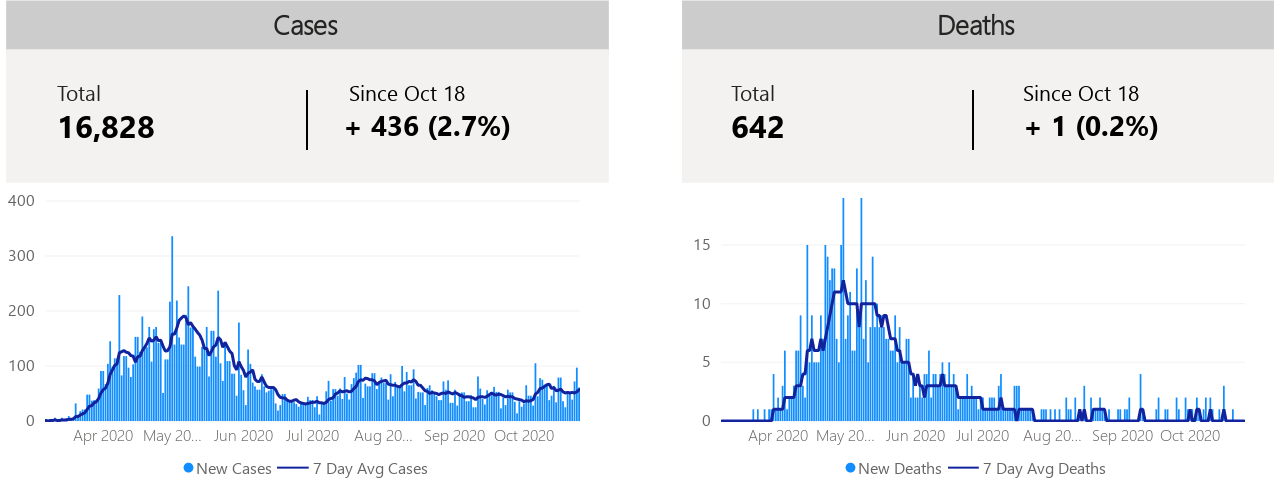 Cases
Total
16,828
Since Oct 18
+ 436 (2.7%)
400
300
200
100
0
Apr 2020 May 20... Jun 2020 Jul 2020 Aug 20... Sep 2020 Oct 2020
New Cases 7 Day Avg Cases
Deaths
Total
642
Since Oct 18
+ 1 (0.2%)
15
10
5
0
Apr 2020 May 20... Jun 2020 Jul 2020 Aug 20... Sep 2020 Oct 2020
New Deaths 7 Day Avg Deaths